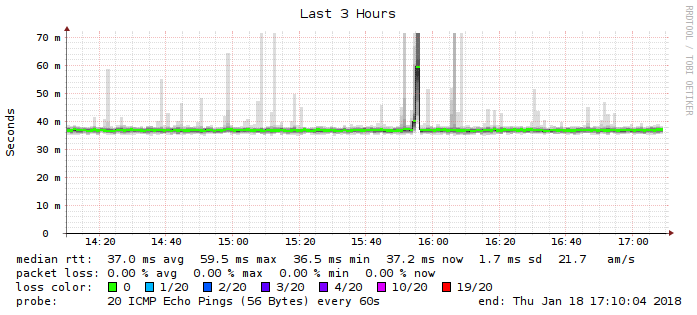 Last 3 Hours
RRDTOOL / TOBI OETIKER
Seconds
70 m
60 m
50 m
40 m
30 m
20 m
10 m
0
14:20 14:40 15:00 15:20 15:40 16:00 16:20 16:40 17:00
median rtt: 37.0 ms avg 59.5 ms max 36.5 ms min 37.2 ms now 1.7 ms sd 21.7 am/s
packet loss: 0.00 % avg 0.00 % max 0.00 % min 0.00 % now
loss color: 0 1/20 2/20 3/20 4/20 10/20 19/20
probe: 20 ICMP Echo Pings (56 Bytes) every 60s end: Thu Jan 18 17:10:04 2018